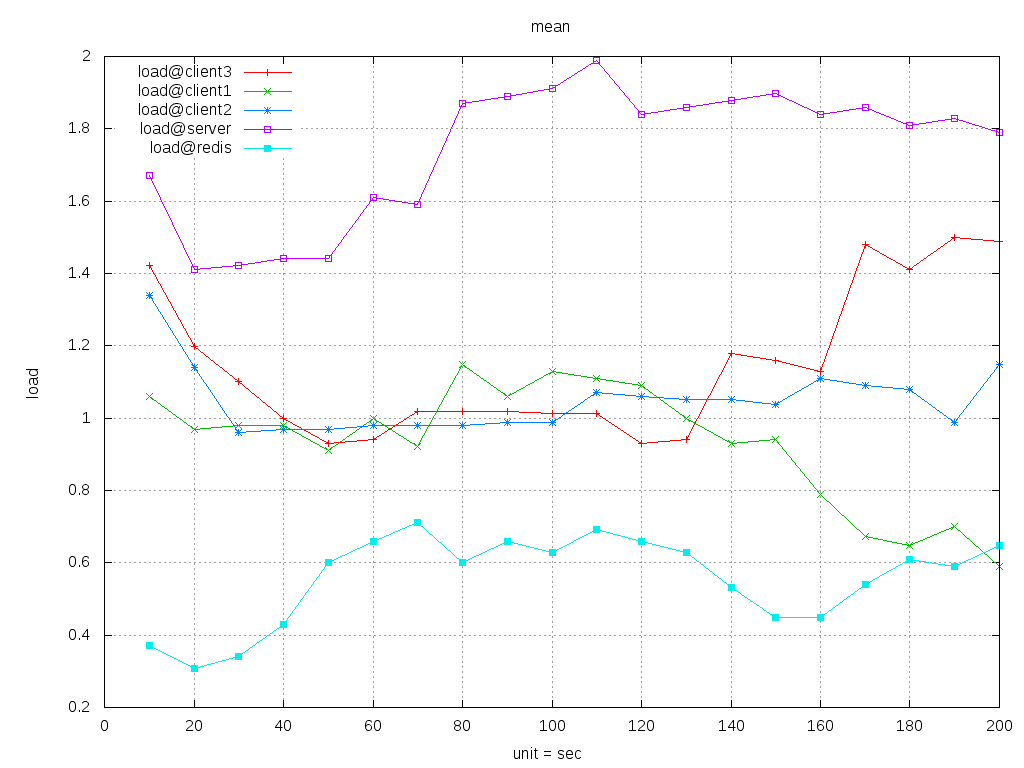 mean
load@client3
load@client1
load@client2
load@server
load@redis
2
1.8
1.6
1.4
1.2
1
0.8
0.6
0.4
0.2
load
0 20 40 60 80 100 120 140 160 180 200
unit = sec